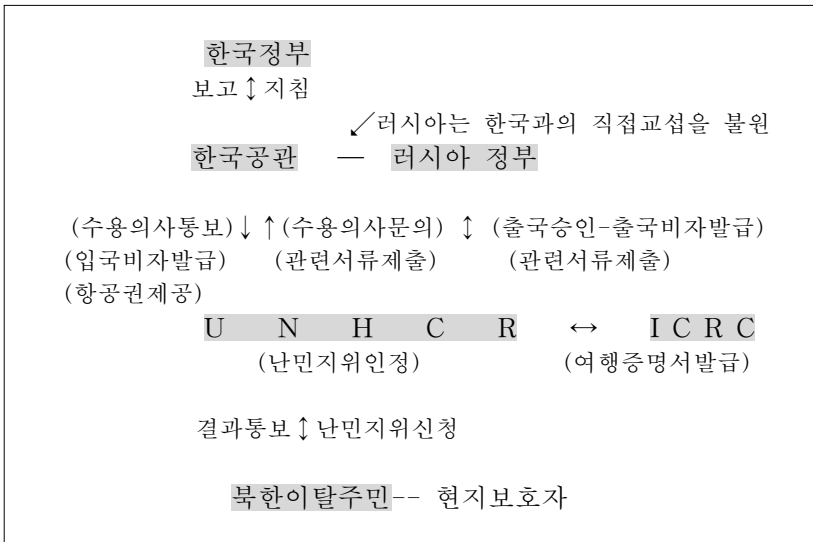 한국정부
보고↕지침
↙러시아는 한국과의 직접교섭을 불원
한국공관 — 러시아 정부
(수용의사통보)↓ ↑(수용의사문의) ↕ (출국승인-출국비자발급)
(입국비자발급) (관련서류제출) (관련서류제출)
(항공권제공)
U N H C R ↔ I C R C
(난민지위인정) (여행증명서발급)
결과통보↕난민지위신청
북한이탈주민-- 현지보호자